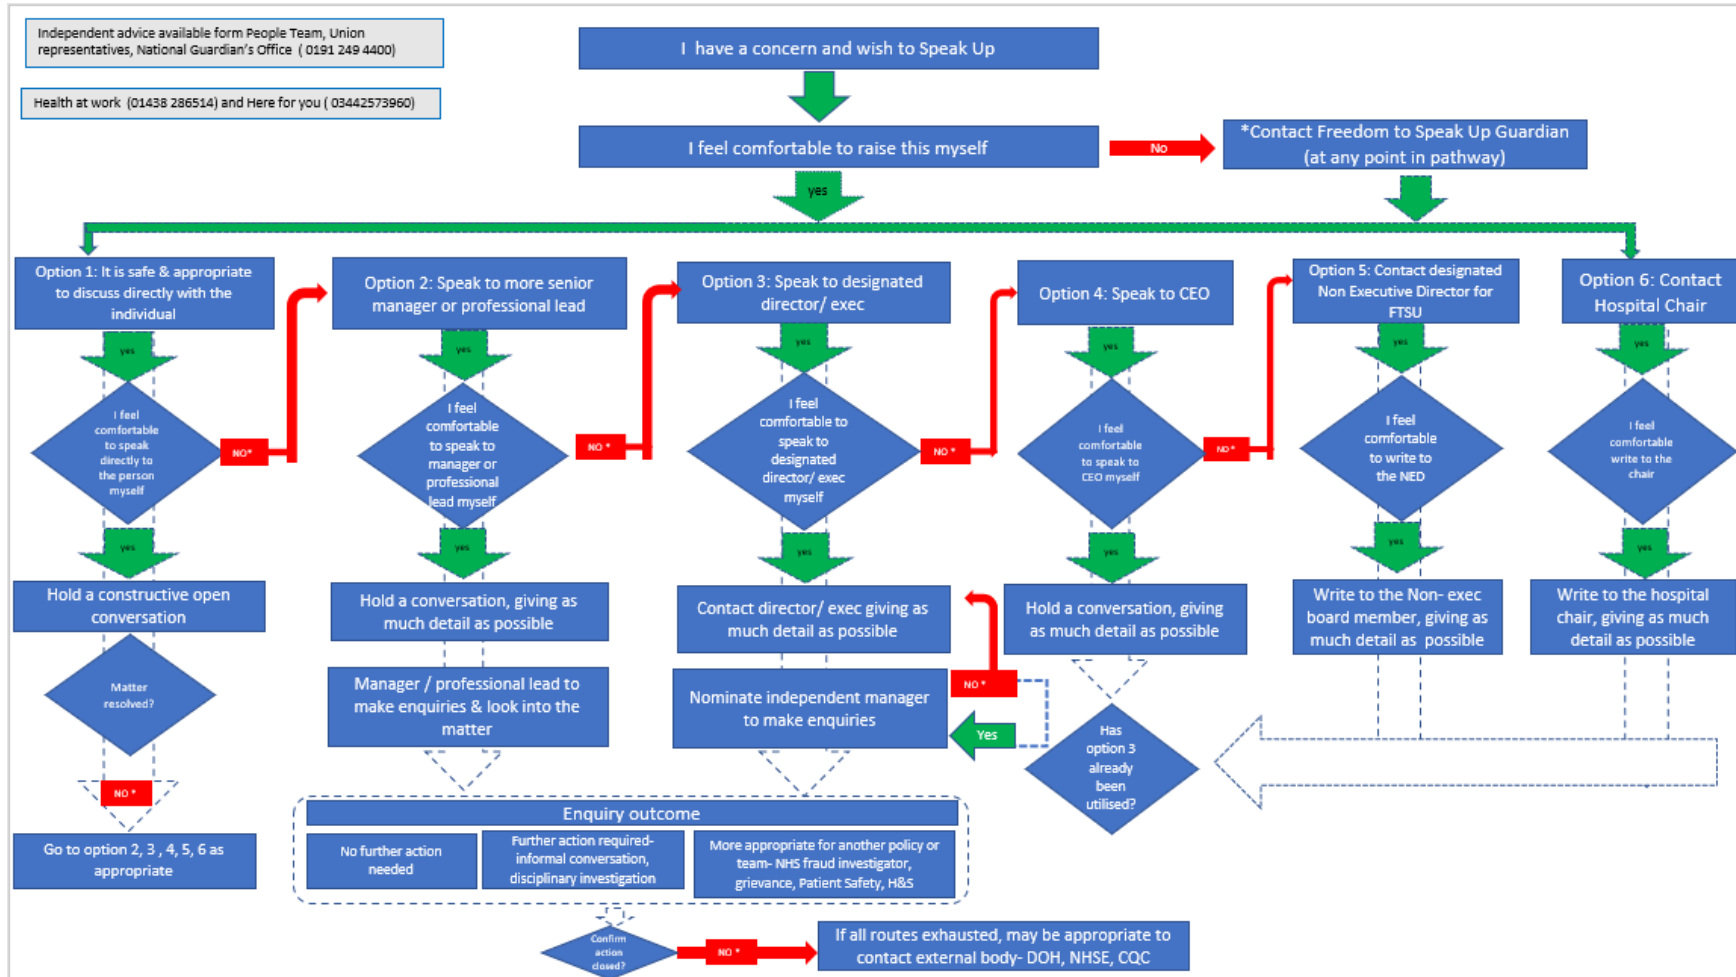 Independent advice available form People Team, Union
representatives, National Guardian's Office ( 0191 249 4400)
Health at work (01438 286514) and Here for you ( 03442573960)
I have a concern and wish to Speak Up
I feel comfortable to raise this myself
No
*Contact Freedom to Speak Up Guardian
(at any point in pathway)
yes
Option 1: It is safe & appropriate
to discuss directly with the
individual
Option 2: Speak to more senior
manager or professional lead
Option 3: Speak to designated
director/ exec
Option 4: Speak to CEO
Option 5: Contact designated
Non Executive Director for
FTSU
Option 6: Contact
Hospital Chair
yes
yes
yes
yes
yes
yes
I feel
comfortable
to speak
directly to
the person
myself
NO*
I feel
comfortable
to speak to
manager or
professional
lead myself
NO *
I feel
comfortable to
speak to
designated
director/ exec
myself
NO *
I feel
comfortable
to speak to
CEO myself
NO *
I feel
comfortable
to write to
the NED
I feel
comfortable
write to the
chair
yes
yes
yes
yes
yes
yes
Hold a constructive open
conversation
Hold a conversation, giving as
much detail as possible
Contact director/ exec giving as
much detail as possible
Hold a conversation, giving
as much detail as possible
Write to the Non- exec
board member, giving as
much detail as possible
Write to the hospital
chair, giving as much
detail as possible
Matter
resolved?
Manager / professional lead to
make enquiries & look into the
matter
Nominate independent manager
to make enquiries
NO *
Yes
Has
option 3
already
been
utilised?
NO *
Go to option 2, 3 , 4, 5, 6 as
appropriate
Enquiry outcome
No further action
needed
Further action required-
informal conversation,
disciplinary investigation
More appropriate for another policy or
team- NHS fraud investigator,
grievance, Patient Safety, H&S
Confirm
action
closed?
NO *
If all routes exhausted, may be appropriate to
contact external body- DOH, NHSE, CQC